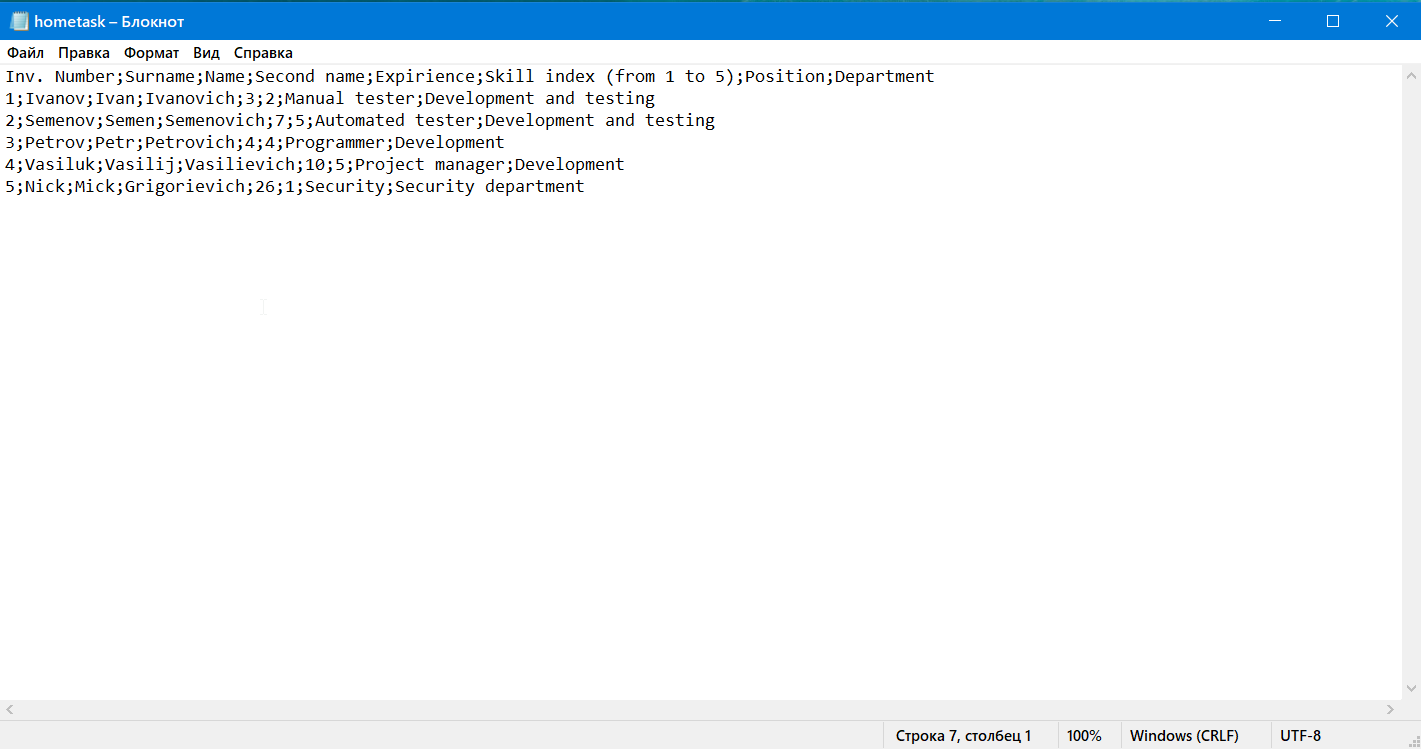 hometask – Блокнот
Файл Правка Формат Вид Справка
Inv. Number;Surname;Name;Second name;Expirience;Skill index (from 1 to 5);Position;Department
1;Ivanov;Ivan;Ivanovich;3;2;Manual tester;Development and testing
2;Semenov;Semen;Semenovich;7;5;Automated tester;Development and testing
3;Petrov;Petr;Petrovich;4;4;Programmer;Development
4;Vasiluk;Vasilij;Vasilievich;10;5;Project manager;Development
5;Nick;Mick;Grigorievich;26;1;Security;Security department
Строка 7, столбец 1 100% Windows (CRLF) UTF-8